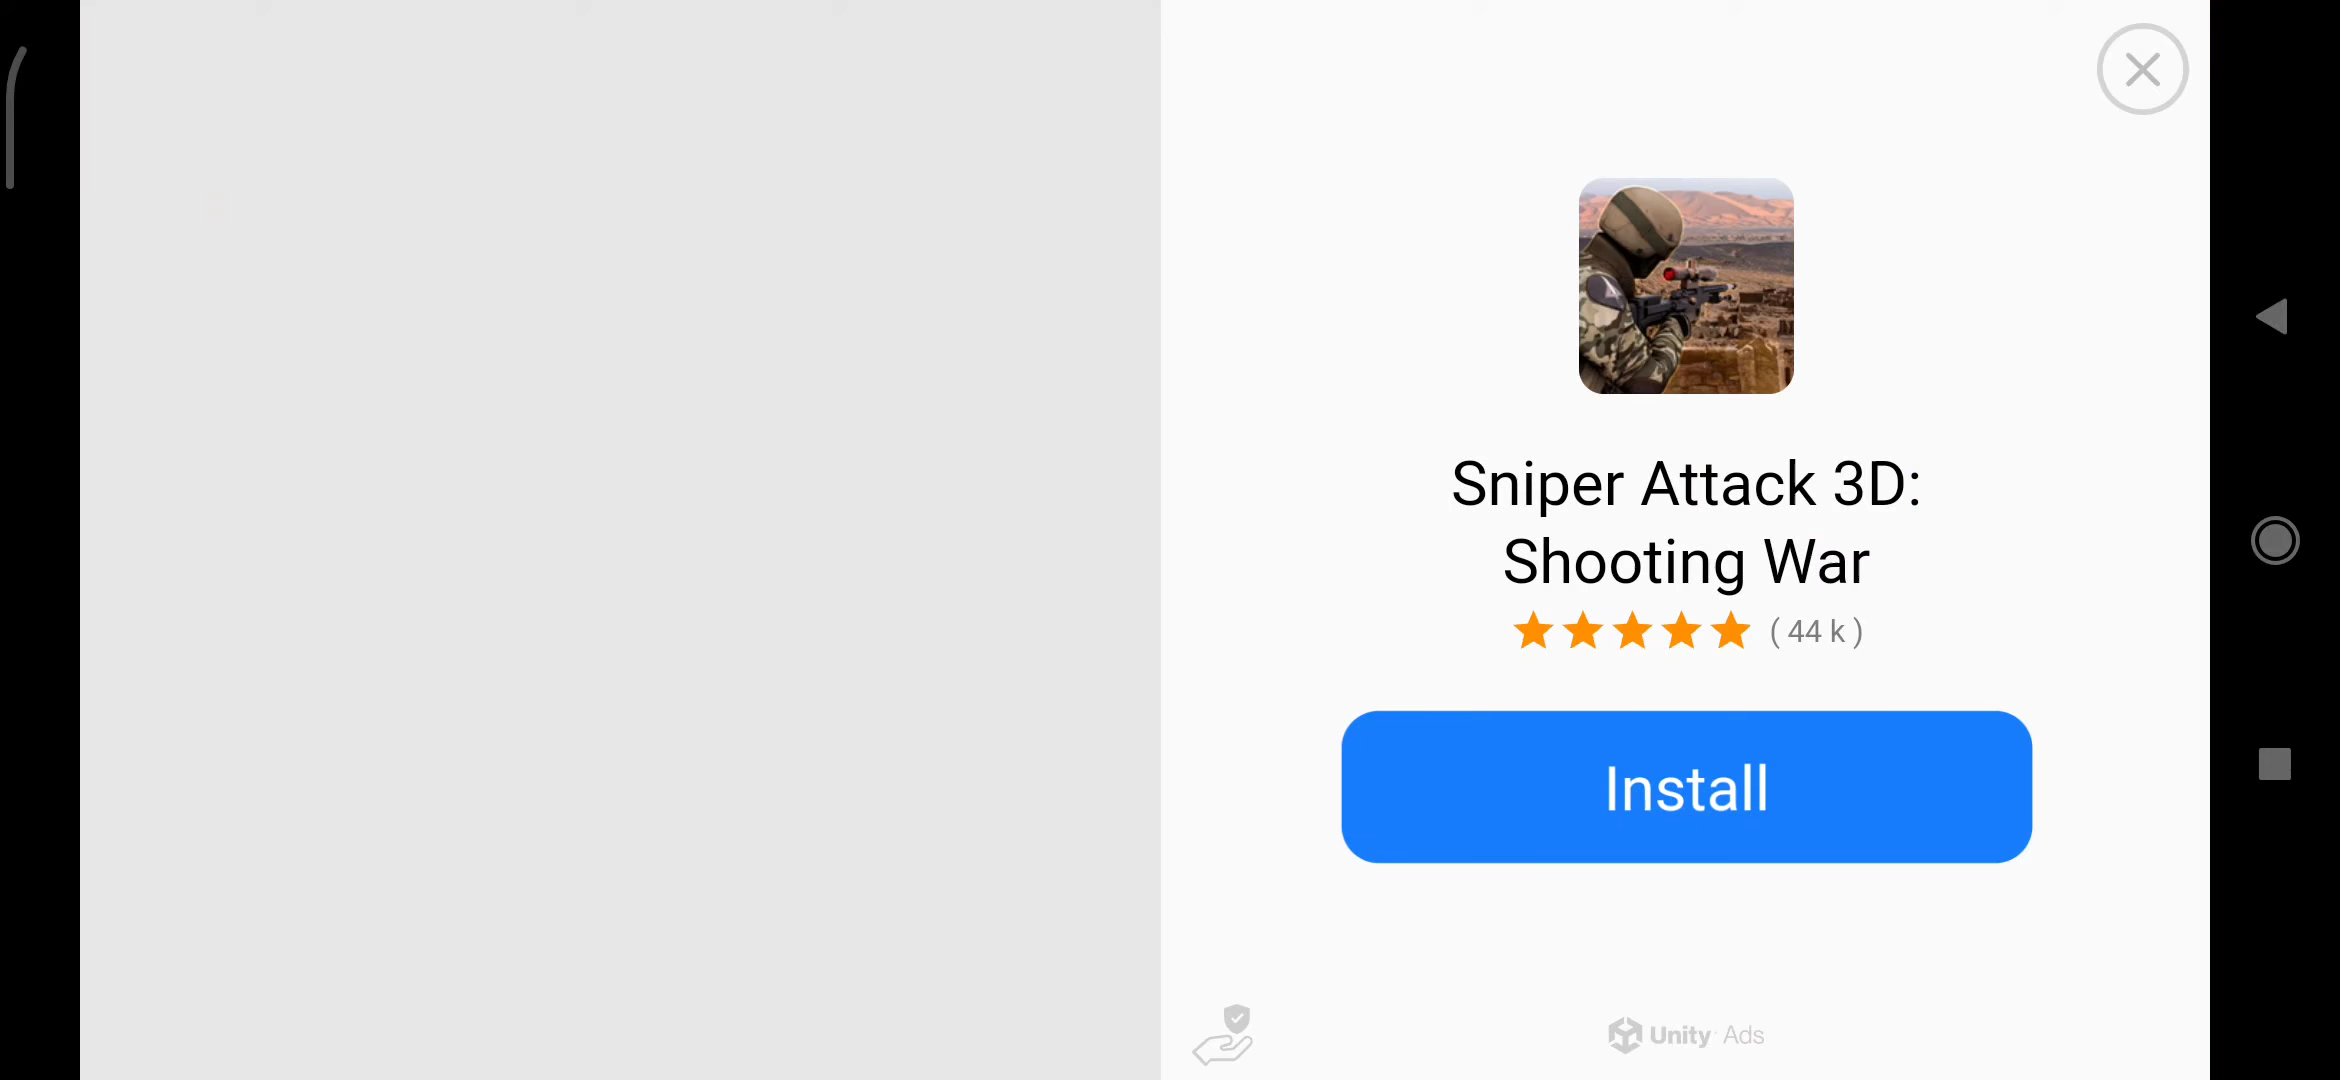 Sniper Attack 3D:
Shooting War
( 44 k )
Install
Unity Ads